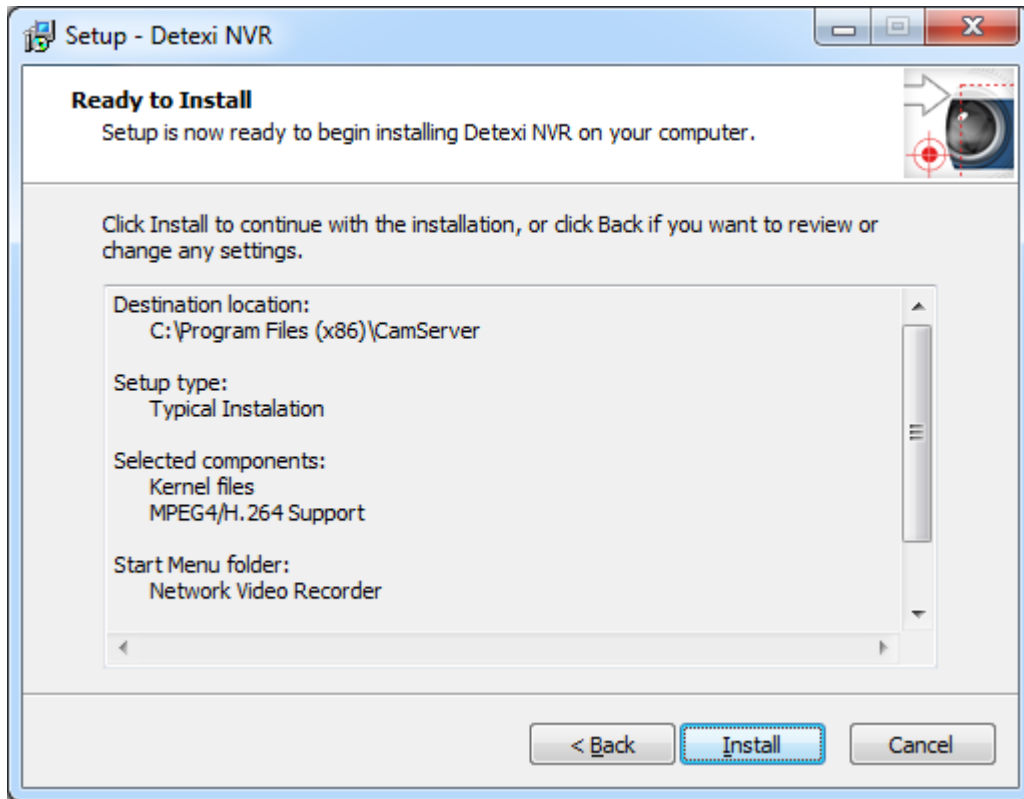 Setup - Detexi NVR
Ready to Install
Setup is now ready to begin installing Detexi NVR on your computer.
Click Install to continue with the installation, or click Back if you want to review or
change any settings.
Destination location:
C:\Program Files (x86)\CamServer
Setup type:
Typical Instalation
Selected components:
Kernel files
MPEG4/H.264 Support
Start Menu folder:
Network Video Recorder
< Back
Install
Cancel